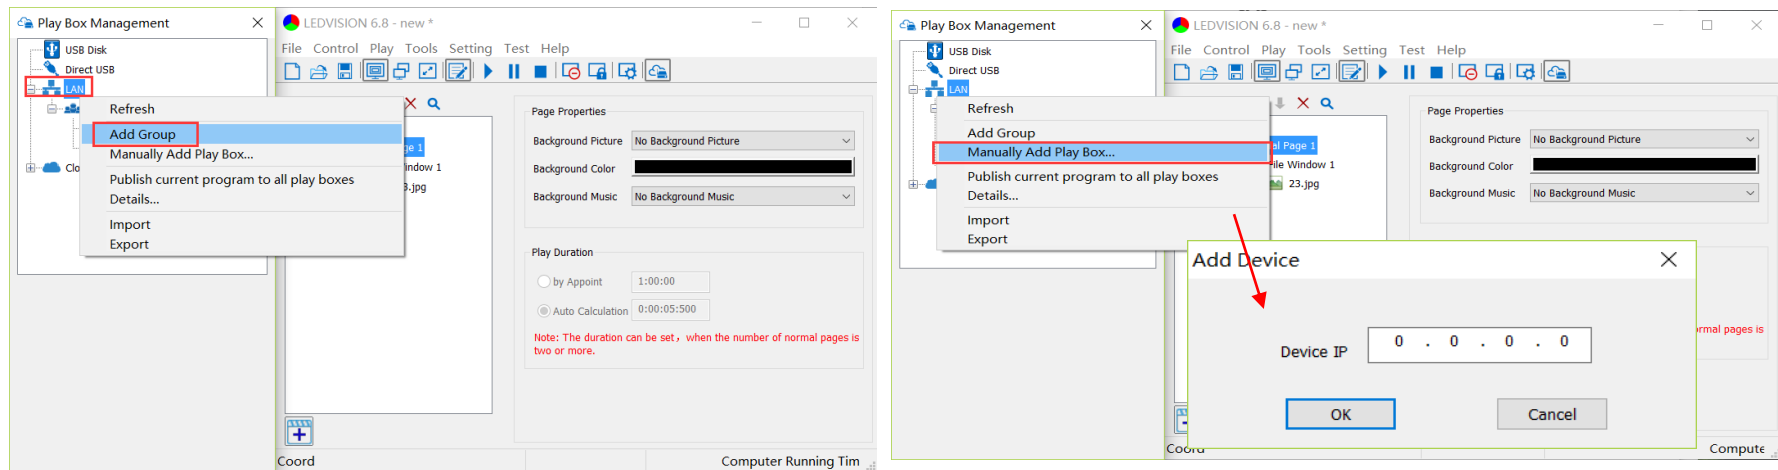 Play Box Management
USB Disk
Direct USB
LAN
Clo
Refresh
Add Group
Manually Add Play Box...
Publish current program to all play boxes
Details...
Import
Export
LEDVISION 6.8 - new *
File Control Play Tools Setting Test Help
ge 1
indow 1
3.jpg
Page Properties
Background Picture No Background Picture
Background Color
Background Music No Background Music
Play Duration
by Appoint 1:00:00
Auto Calculation 0:00:05:500
Note: The duration can be set，when the number of normal pages is
two or more.
Coord Computer Running Tim
Play Box Management
USB Disk
Direct USB
LAN
Refresh
Add Group
Manually Add Play Box...
Publish current program to all play boxes
Details...
Import
Export
LEDVISION 6.8 - new *
File Control Play Tools Setting Test Help
al Page 1
File Window 1
23.jpg
Page Properties
Background Picture No Background Picture
Background Color
Background Music No Background Music
ormal pages is
Add Device
Device IP 0 . 0 . 0 . 0
OK Cancel
Coord Compute